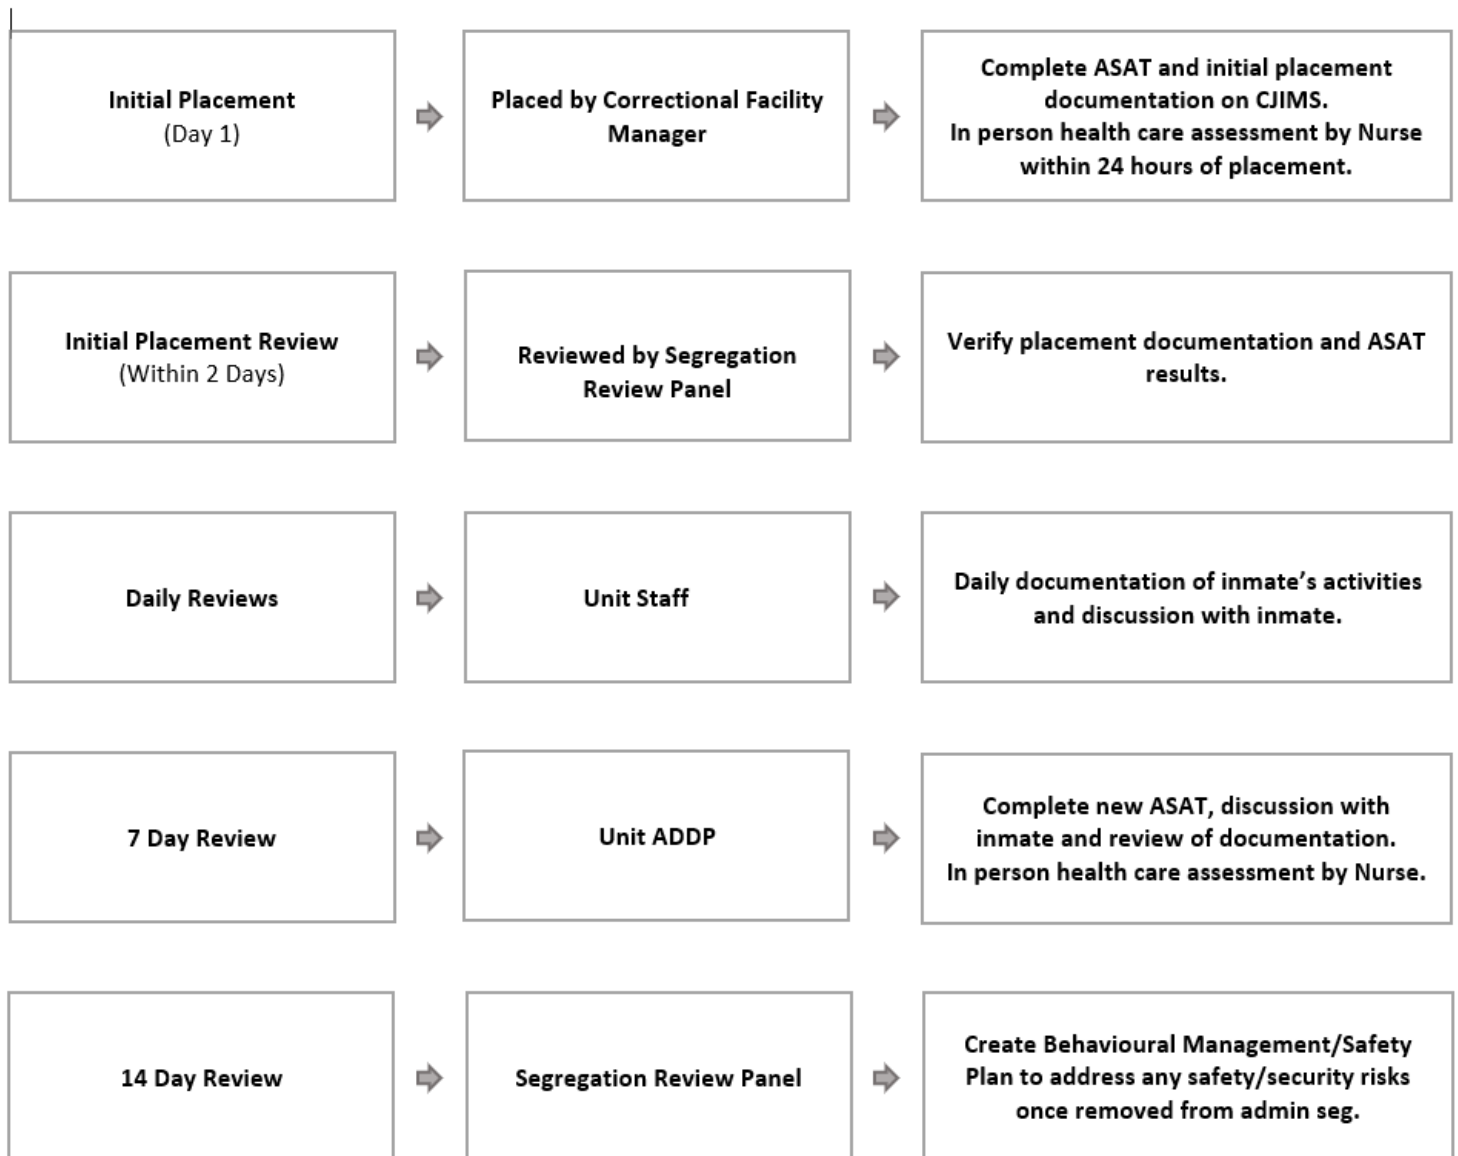 Initial Placement
(Day 1)
Placed by Correctional Facility
Manager
Complete ASAT and initial placement
documentation on CJIMS.
In person health care assessment by Nurse
within 24 hours of placement.
Initial Placement Review
(Within 2 Days)
Reviewed by Segregation
Review Panel
Verify placement documentation and ASAT
results.
Daily Reviews
Unit Staff
Daily documentation of inmate’s activities
and discussion with inmate.
7 Day Review
Unit ADDP
Complete new ASAT, discussion with
inmate and review of documentation.
In person health care assessment by Nurse.
14 Day Review
Segregation Review Panel
Create Behavioural Management/Safety
Plan to address any safety/security risks
once removed from admin seg.